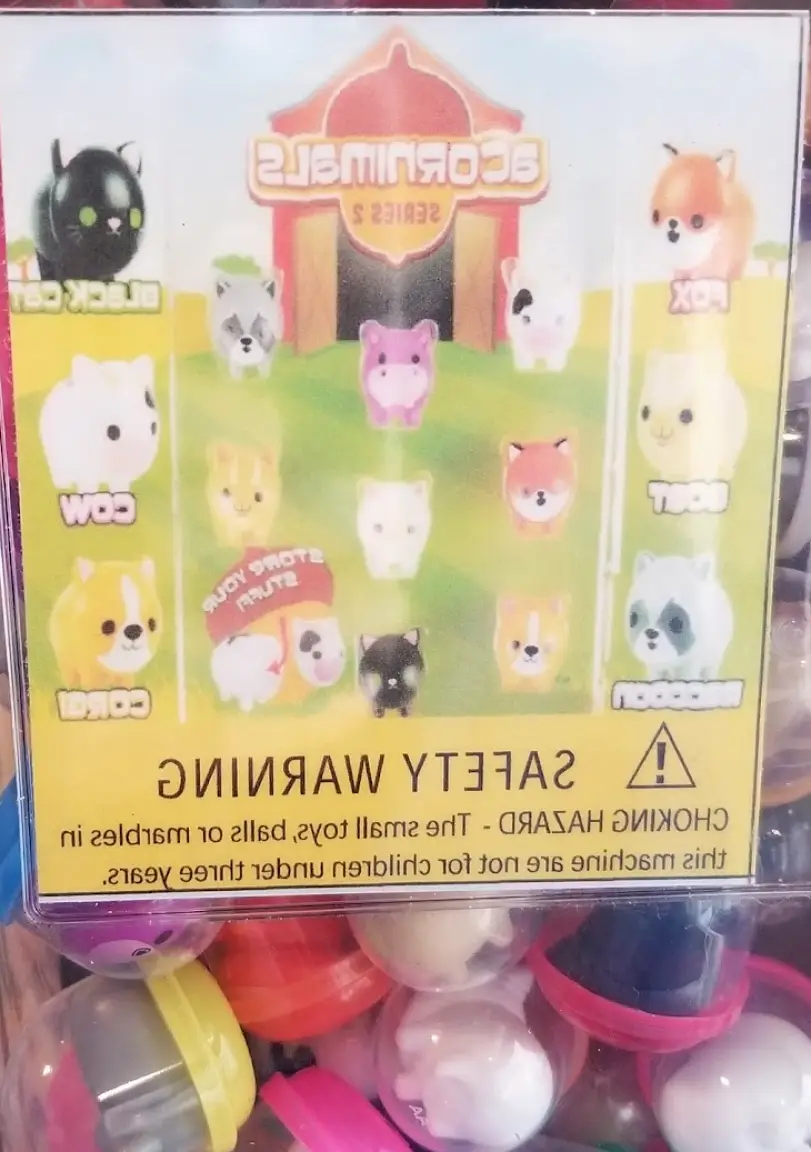 acornimals
SERIES 2
BLACK CAT
FOX
COW
GOAT
STORE YOUR
STUFF!
CORGI
RACCOON
SAFETY WARNING
CHOKING HAZARD - The small toys, balls or marbles in
this machine are not for children under three years.